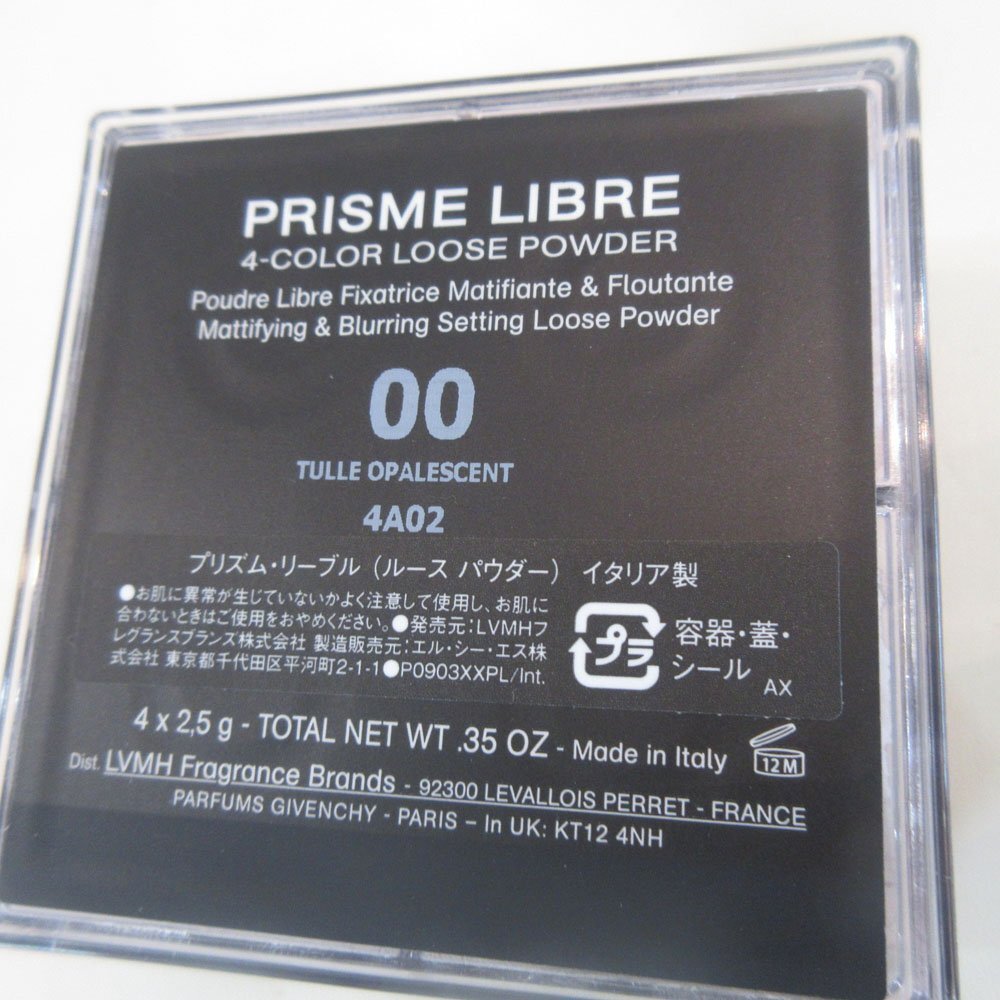 PRISME LIBRE
4-COLOR LOOSE POWDER
Poudre Libre Fixatrice Matifiante & Floutante
Mattifying & Blurring Setting Loose Powder
00
TULLE OPALESCENT
4A02
プリズム・リーブル（ルース パウダー） イタリア製
●お肌に異常が生じていないかよく注意して使用し、お肌に
合わないときはご使用をおやめください。●発売元：LVMHフ
レグランスブランズ株式会社 製造販売元：エル・シー・エス株
式会社 東京都千代田区平河町2-1-1●P0903XXPL/Int.
プラ
容器・蓋・
シール
AX
4 x 2,5 g - TOTAL NET WT .35 OZ - Made in Italy
12M
Dist. LVMH Fragrance Brands - 92300 LEVALLOIS PERRET - FRANCE
PARFUMS GIVENCHY - PARIS – In UK: KT12 4NH